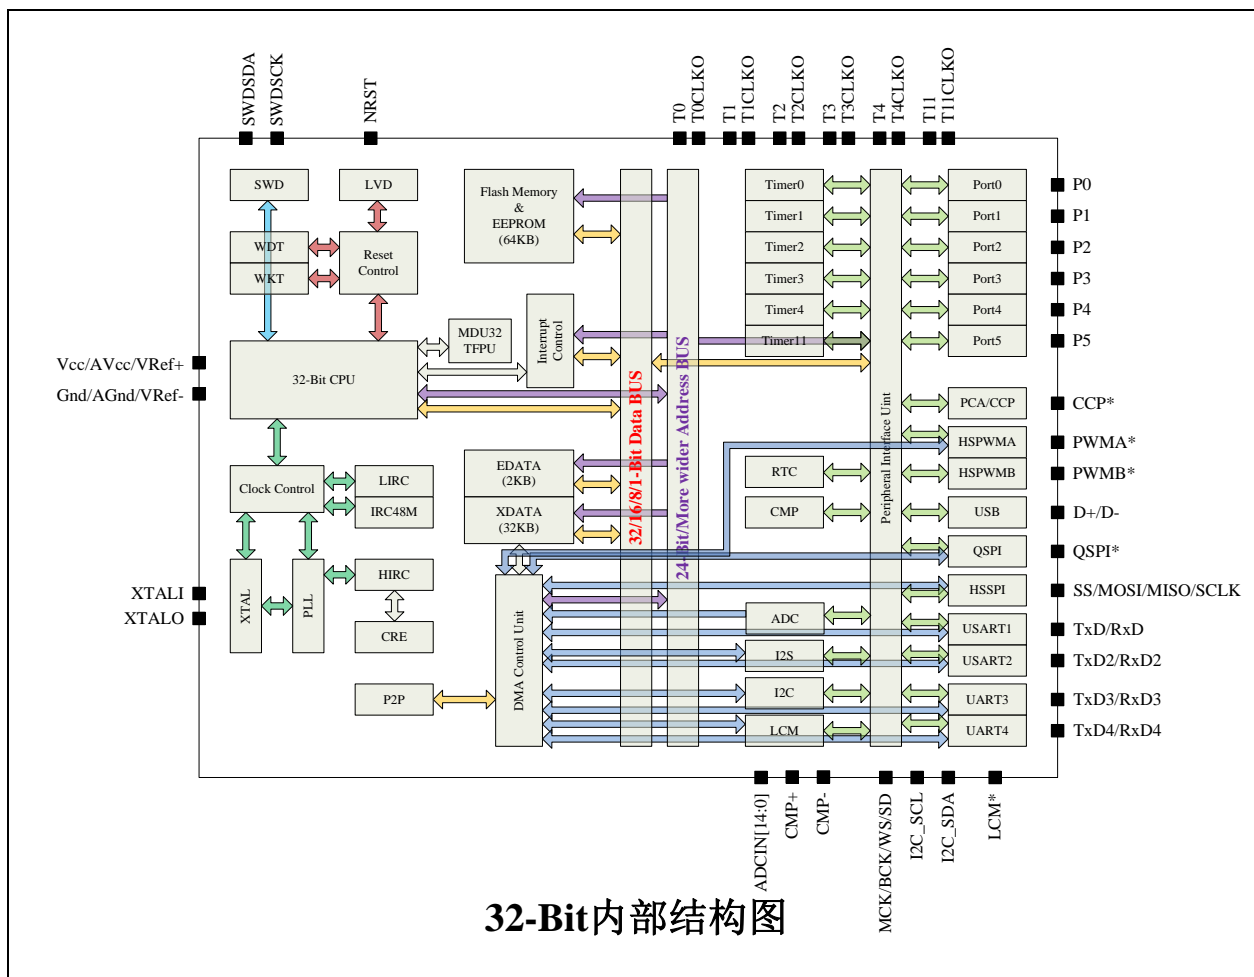 SWDSDA
SWDSCK
NRST
T0
T0CLKO
T1
T1CLKO
T2
T2CLKO
T3
T3CLKO
T4
T4CLKO
T11
T11CLKO
SWD
LVD
WDT
WKT
Reset
Control
Flash Memory
&
EEPROM
(64KB)
Timer0
Timer1
Timer2
Timer3
Timer4
Timer11
Port0
Port1
Port2
Port3
Port4
Port5
P0
P1
P2
P3
P4
P5
Vcc/AVcc/VRef+
Gnd/AGnd/VRef-
32-Bit CPU
MDU32
TFPU
Interrupt
Control
32/16/8/1-Bit Data BUS
24-Bit/More wider Address BUS
Peripheral Interface Uint
PCA/CCP
HSPWMA
HSPWMB
USB
QSPI
HSSPI
USART1
USART2
UART3
UART4
CCP*
PWMA*
PWMB*
D+/D-
QSPI*
SS/MOSI/MISO/SCLK
TxD/RxD
TxD2/RxD2
TxD3/RxD3
TxD4/RxD4
Clock Control
LIRC
IRC48M
EDATA
(2KB)
XDATA
(32KB)
RTC
CMP
XTALI
XTALO
XTAL
PLL
HIRC
CRE
P2P
DMA Control Unit
ADC
I2S
I2C
LCM
ADCIN[14:0]
CMP+
CMP-
MCK/BCK/WS/SD
I2C_SCL
I2C_SDA
LCM*
32-Bit内部结构图